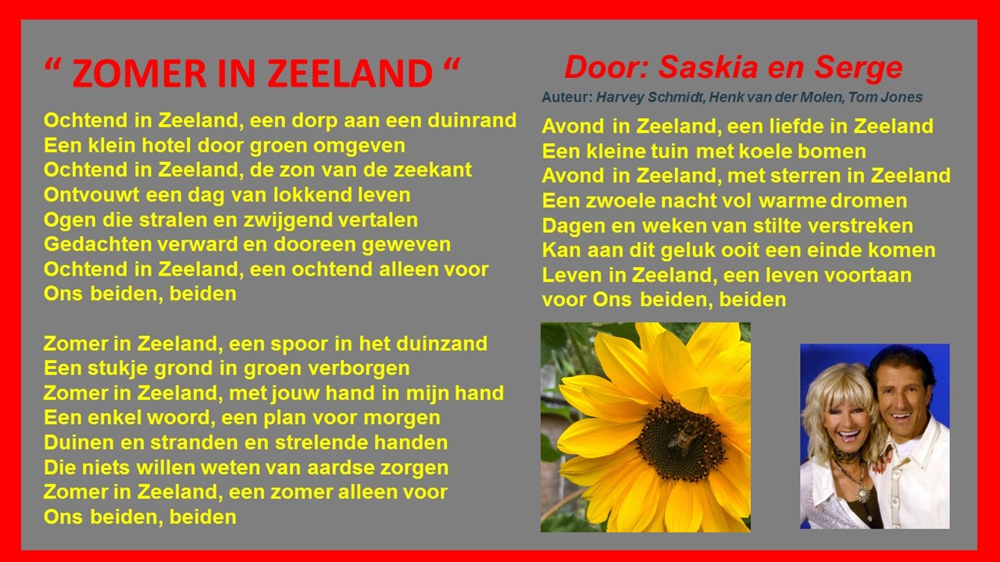 “ ZOMER IN ZEELAND “
Ochtend in Zeeland, een dorp aan een duinrand
Een klein hotel door groen omgeven
Ochtend in Zeeland, de zon van de zeekant
Ontvouwt een dag van lokkend leven
Ogen die stralen en zwijgend vertalen
Gedachten verward en dooreen geweven
Ochtend in Zeeland, een ochtend alleen voor
Ons beiden, beiden
Zomer in Zeeland, een spoor in het duinzand
Een stukje grond in groen verborgen
Zomer in Zeeland, met jouw hand in mijn hand
Een enkel woord, een plan voor morgen
Duinen en stranden en strelende handen
Die niets willen weten van aardse zorgen
Zomer in Zeeland, een zomer alleen voor
Ons beiden, beiden
Door: Saskia en Serge
Auteur: Harvey Schmidt, Henk van der Molen, Tom Jones
Avond in Zeeland, een liefde in Zeeland
Een kleine tuin met koele bomen
Avond in Zeeland, met sterren in Zeeland
Een zwoele nacht vol warme dromen
Dagen en weken van stilte verstreken
Kan aan dit geluk ooit een einde komen
Leven in Zeeland, een leven voortaan
voor Ons beiden, beiden